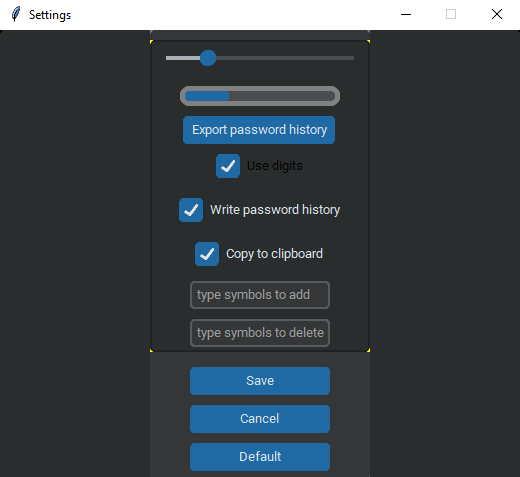 Settings
Export password history
Use digits
Write password history
Copy to clipboard
type symbols to add
type symbols to delete
Save
Cancel
Default